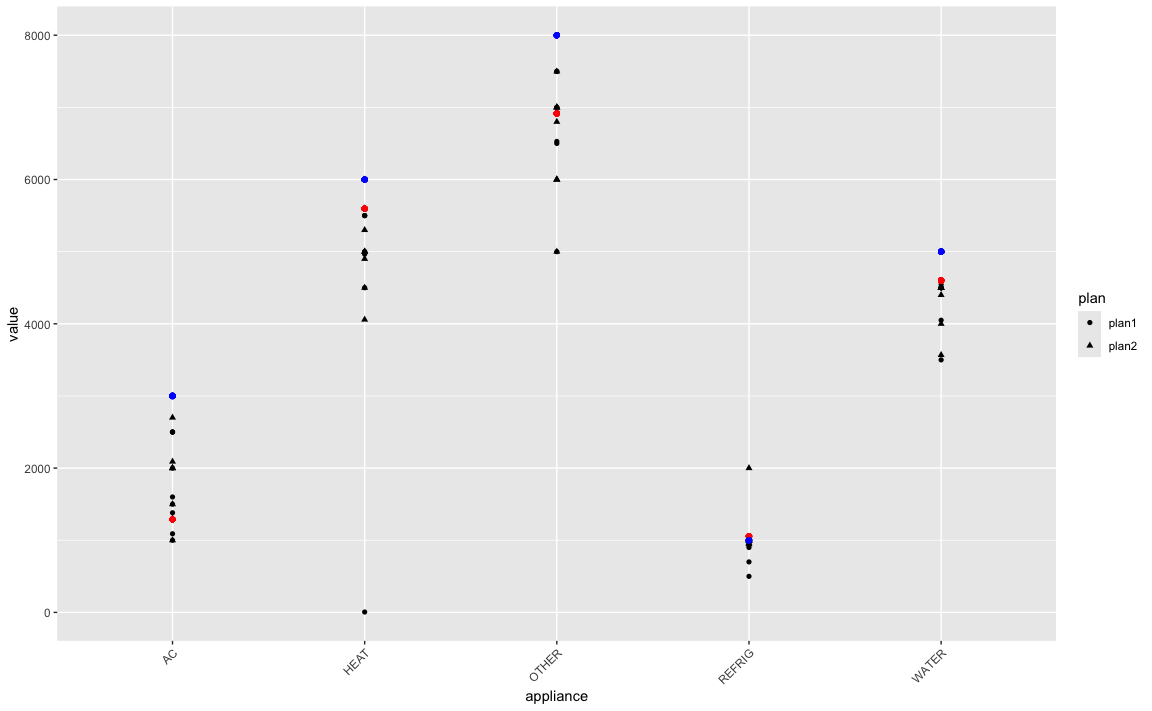 8000
6000
4000
2000
0
value
AC
HEAT
OTHER
REFRIG
WATER
appliance
plan
plan1
plan2